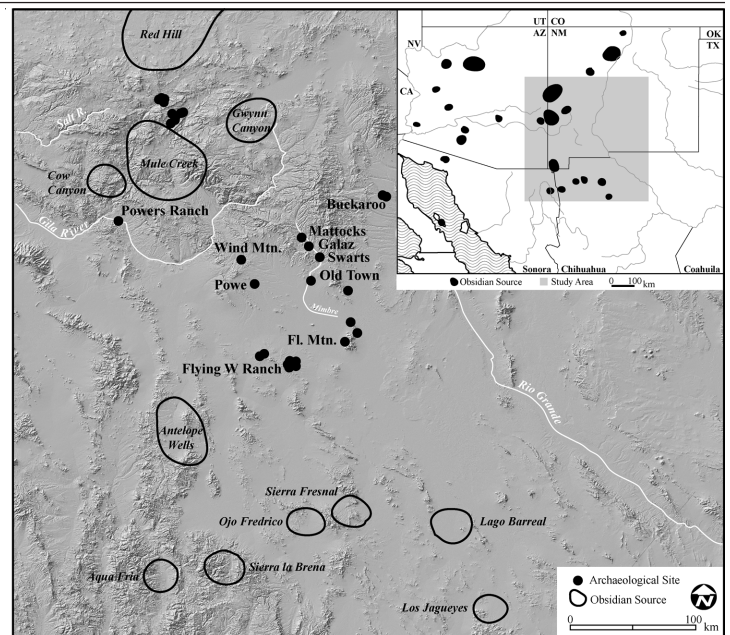 Red Hill
Salt R.
Gwynn
Canyon
Mule Creek
Cow
Canyon
Powers Ranch
Gila River
Buckaroo
Mattocks
Galaz
Swarts
Wind Mtn.
Old Town
Powe
Mimbre
Fl. Mtn.
Flying W Ranch
Rio Grande
Antelope
Wells
Sierra Fresnal
Ojo Fredrico
Lago Barreal
Sierra la Brena
Aqua Fria
Los Jagueyes
UT CO
AZ NM
OK
TX
NV
CA
Sonora Chihuahua Coahuila
Obsidian Source Study Area 0 100 km
Archaeological Site
Obsidian Source
N
0 100
km